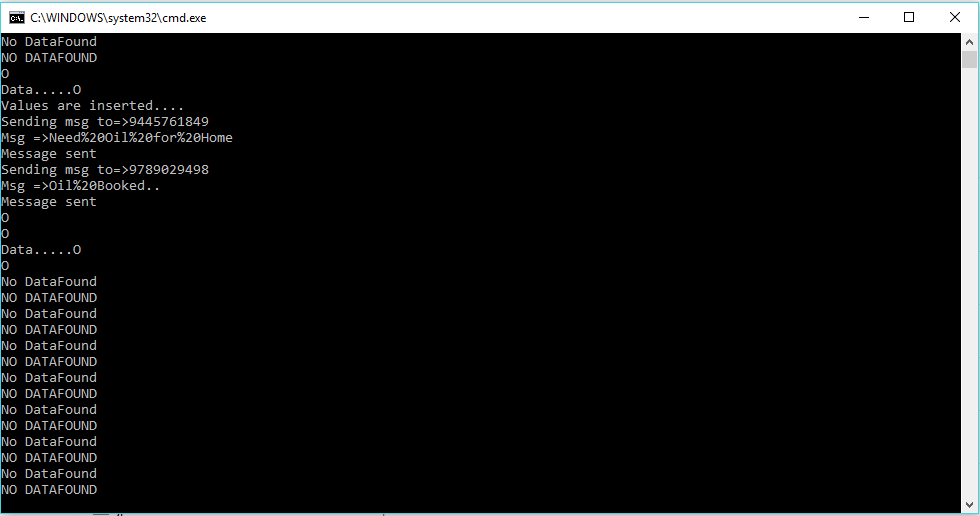 C:\WINDOWS\system32\cmd.exe
No DataFound
NO DATAFOUND
O
Data.....O
Values are inserted....
Sending msg to=>9445761849
Msg =>Need%20Oil%20for%20Home
Message sent
Sending msg to=>9789029498
Msg =>Oil%20Booked..
Message sent
O
O
Data.....O
O
No DataFound
NO DATAFOUND
No DataFound
NO DATAFOUND
No DataFound
NO DATAFOUND
No DataFound
NO DATAFOUND
No DataFound
NO DATAFOUND
No DataFound
NO DATAFOUND
No DataFound
NO DATAFOUND